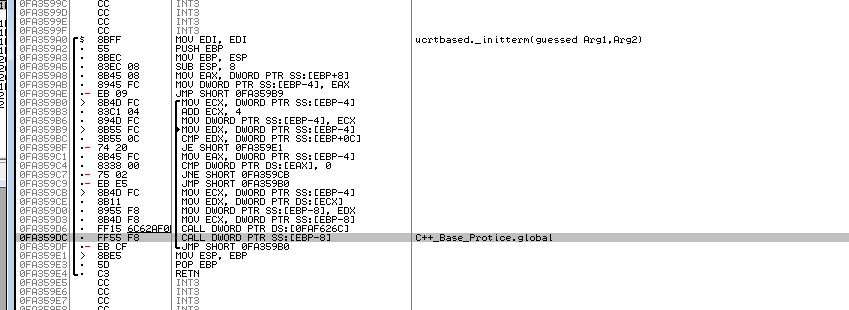 0FA3599C CC INT3
0FA3599D CC INT3
0FA3599E CC INT3
0FA3599F CC INT3
0FA359A0 $ 8BFF MOV EDI, EDI ucrtbased._initterm(guessed Arg1,Arg2)
0FA359A2 . 55 PUSH EBP
0FA359A3 . 8BEC MOV EBP, ESP
0FA359A5 . 83EC 08 SUB ESP, 8
0FA359A8 . 8B45 08 MOV EAX, DWORD PTR SS:[EBP+8]
0FA359AB . 8945 FC MOV DWORD PTR SS:[EBP-4], EAX
0FA359AE .- EB 09 JMP SHORT 0FA359B9
0FA359B0 > 8B4D FC MOV ECX, DWORD PTR SS:[EBP-4]
0FA359B3 . 83C1 04 ADD ECX, 4
0FA359B6 . 894D FC MOV DWORD PTR SS:[EBP-4], ECX
0FA359B9 > 8B55 FC MOV EDX, DWORD PTR SS:[EBP-4]
0FA359BC . 3B55 0C CMP EDX, DWORD PTR SS:[EBP+0C]
0FA359BF .- 74 20 JE SHORT 0FA359E1
0FA359C1 . 8B45 FC MOV EAX, DWORD PTR SS:[EBP-4]
0FA359C4 . 8338 00 CMP DWORD PTR DS:[EAX], 0
0FA359C7 .- 75 02 JNE SHORT 0FA359CB
0FA359C9 .- EB E5 JMP SHORT 0FA359B0
0FA359CB > 8B4D FC MOV ECX, DWORD PTR SS:[EBP-4]
0FA359CE . 8B11 MOV EDX, DWORD PTR DS:[ECX]
0FA359D0 . 8955 F8 MOV DWORD PTR SS:[EBP-8], EDX
0FA359D3 . 8B4D F8 MOV ECX, DWORD PTR SS:[EBP-8]
0FA359D6 . FF15 6C62AF0 CALL DWORD PTR DS:[0FAF626C]
0FA359DC . FF55 F8 CALL DWORD PTR SS:[EBP-8] C++_Base_Protice.global
0FA359DF .- EB CF JMP SHORT 0FA359B0
0FA359E1 > 8BE5 MOV ESP, EBP
0FA359E3 . 5D POP EBP
0FA359E4 . C3 RETN
0FA359E5 CC INT3
0FA359E6 CC INT3
0FA359E7 CC INT3